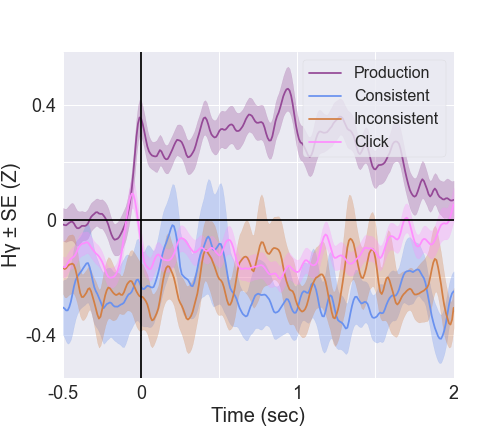 Production
Consistent
Inconsistent
Click
0.4
0
-0.4
Hγ ± SE (Z)
-0.5 0 1 2
Time (sec)